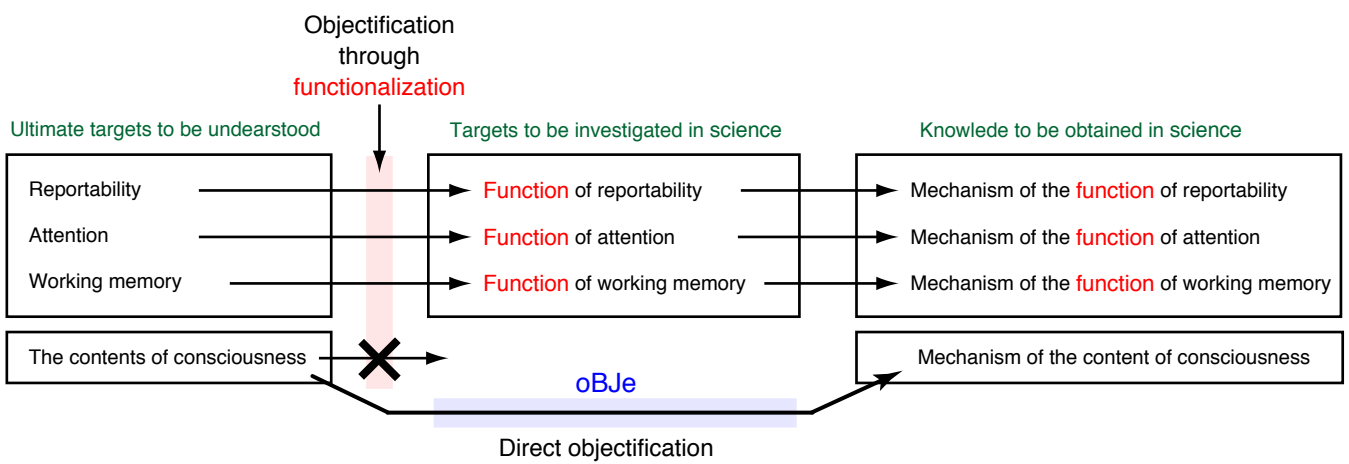 Objectification
through
functionalization
Ultimate targets to be undearstood
Targets to be investigated in science
Knowlede to be obtained in science
Reportability
Function of reportability
Mechanism of the function of reportability
Attention
Function of attention
Mechanism of the function of attention
Working memory
Function of working memory
Mechanism of the function of working memory
The contents of consciousness
Mechanism of the content of consciousness
oBJe
Direct objectification